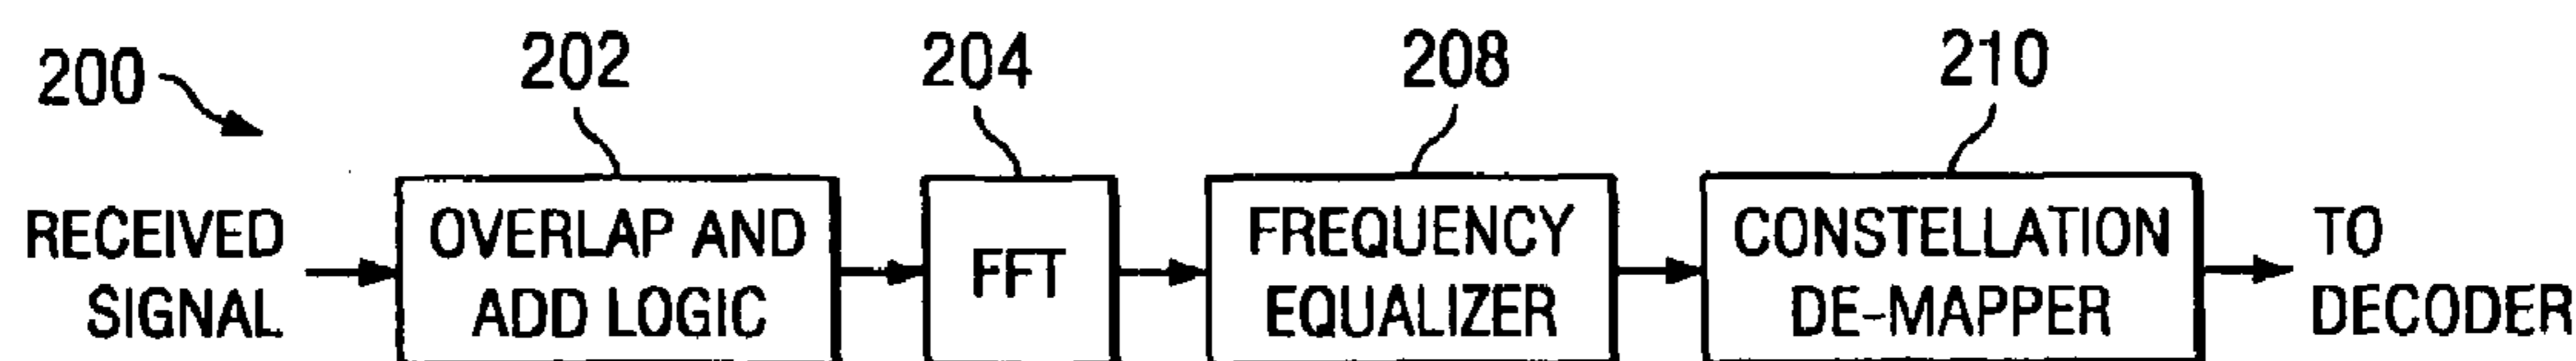 200
202
204
208
210
RECEIVED
SIGNAL
OVERLAP AND
ADD LOGIC
FFT
FREQUENCY
EQUALIZER
CONSTELLATION
DE-MAPPER
TO
DECODER